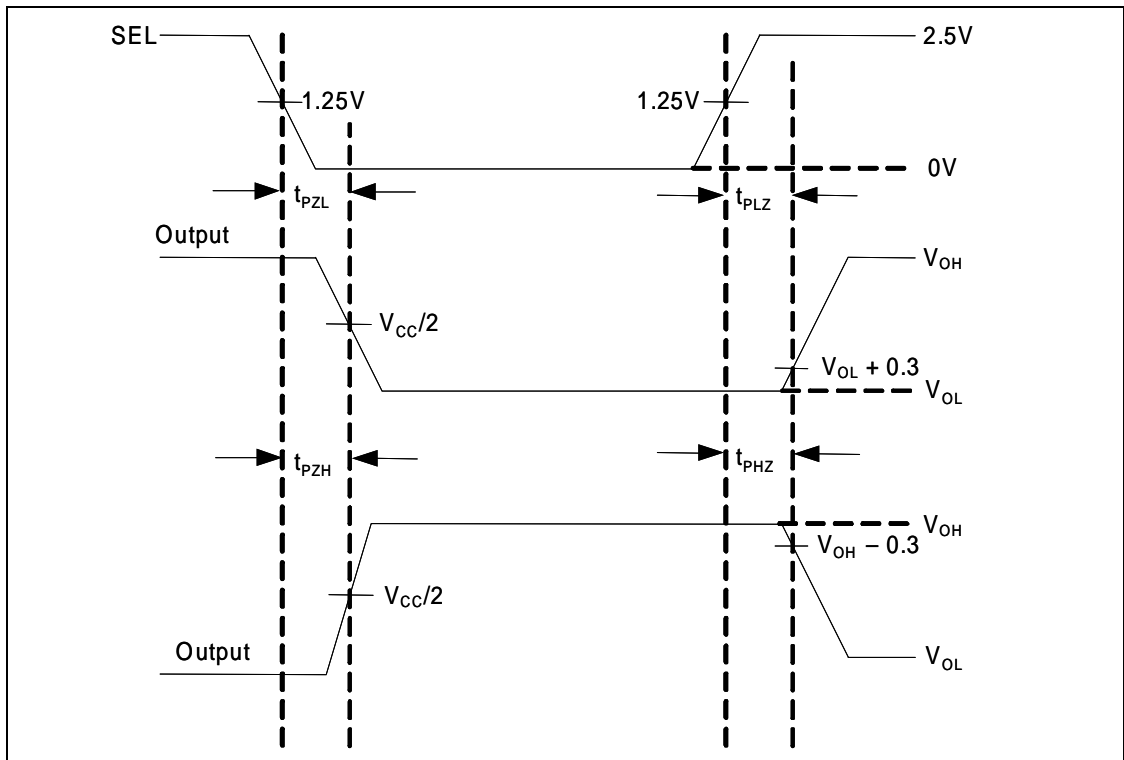 SEL
2.5V
1.25V
1.25V
0V
tPZL
tPLZ
Output
VOH
VCC/2
VOL + 0.3
VOL
tPZH
tPHZ
VOH
VOH – 0.3
VCC/2
Output
VOL